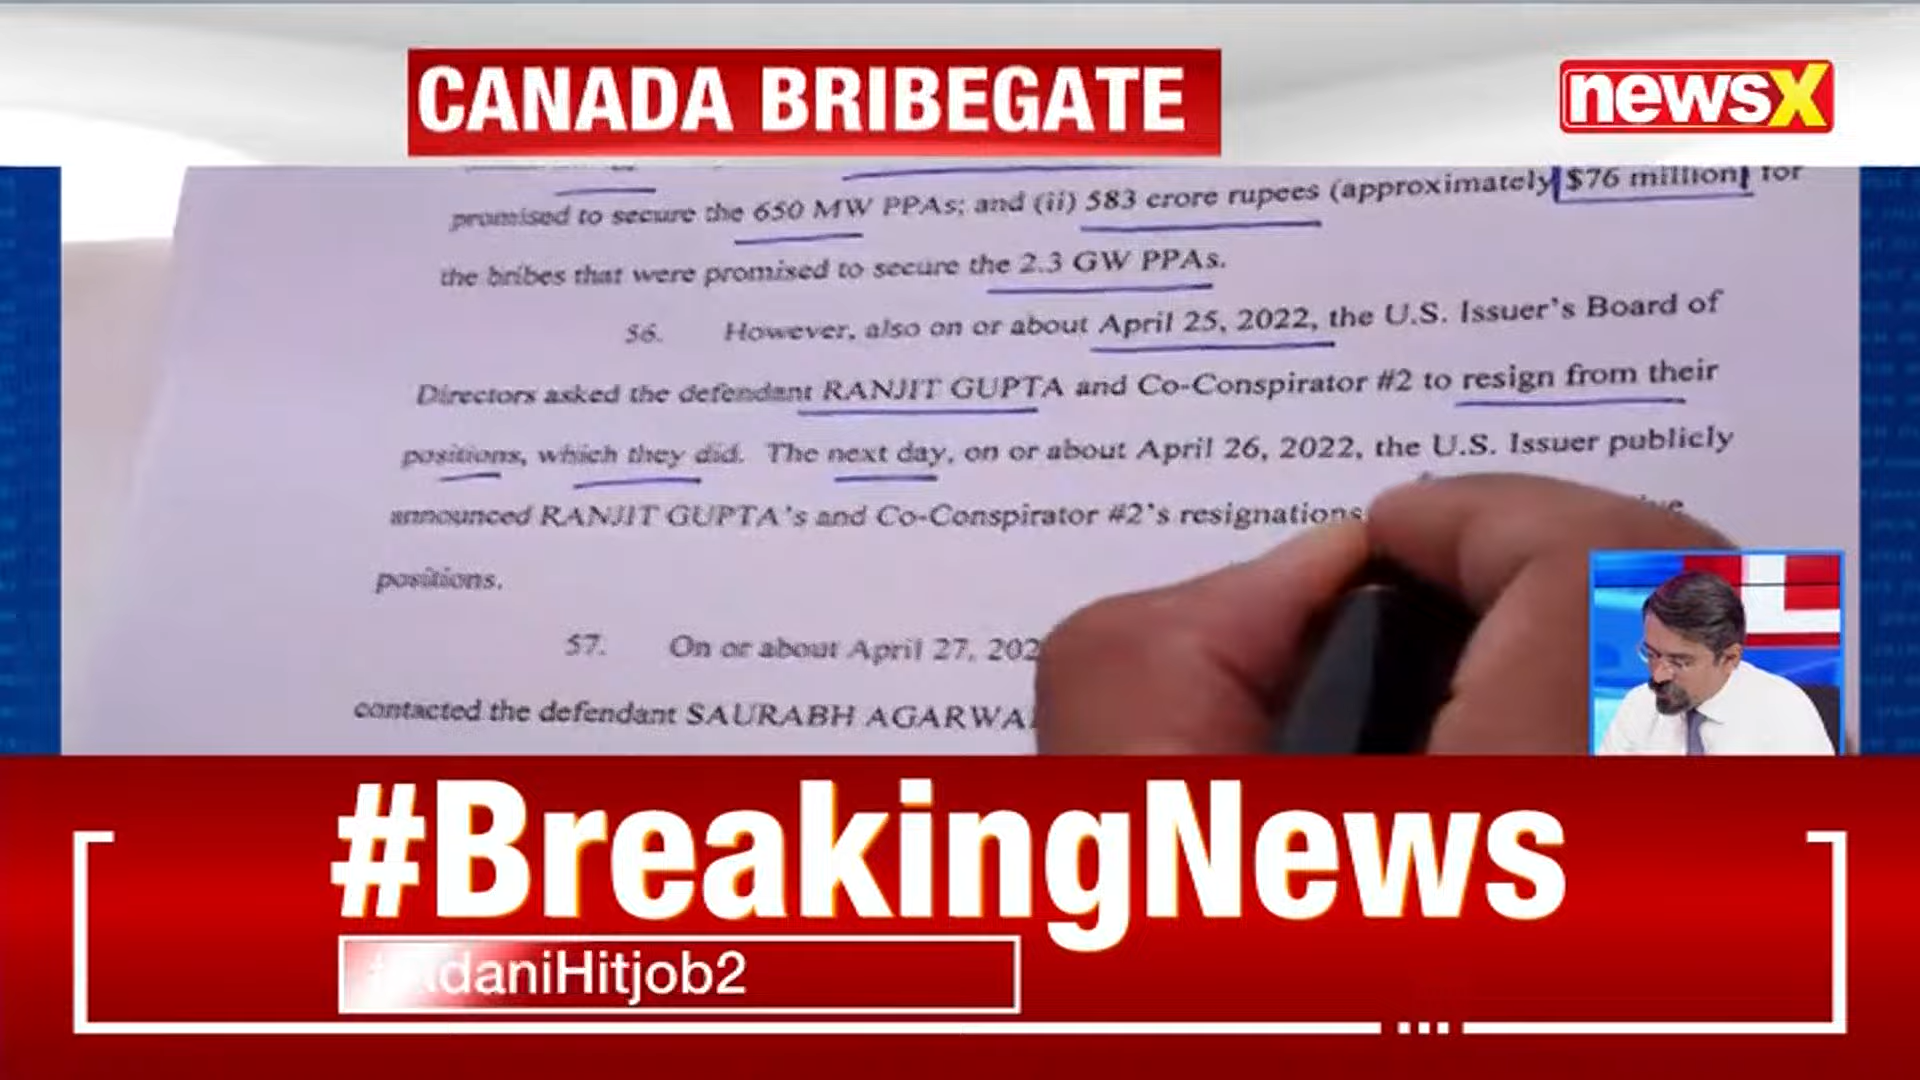 CANADA BRIBEGATE
newsX
promised to secure the 650 MW PPAs; and (ii) 583 crore rupees (approximately $76 million) for
the bribes that were promised to secure the 2.3 GW PPAs.
56. However, also on or about April 25, 2022, the U.S. Issuer's Board of
Directors asked the defendant RANJIT GUPTA and Co-Conspirator #2 to resign from their
positions, which they did. The next day, on or about April 26, 2022, the U.S. Issuer publicly
announced RANJIT GUPTA's and Co-Conspirator #2's resignations
positions.
57. On or about April 27, 202
contacted the defendant SAURABH AGARWA
#BreakingNews
#AdaniHitjob2